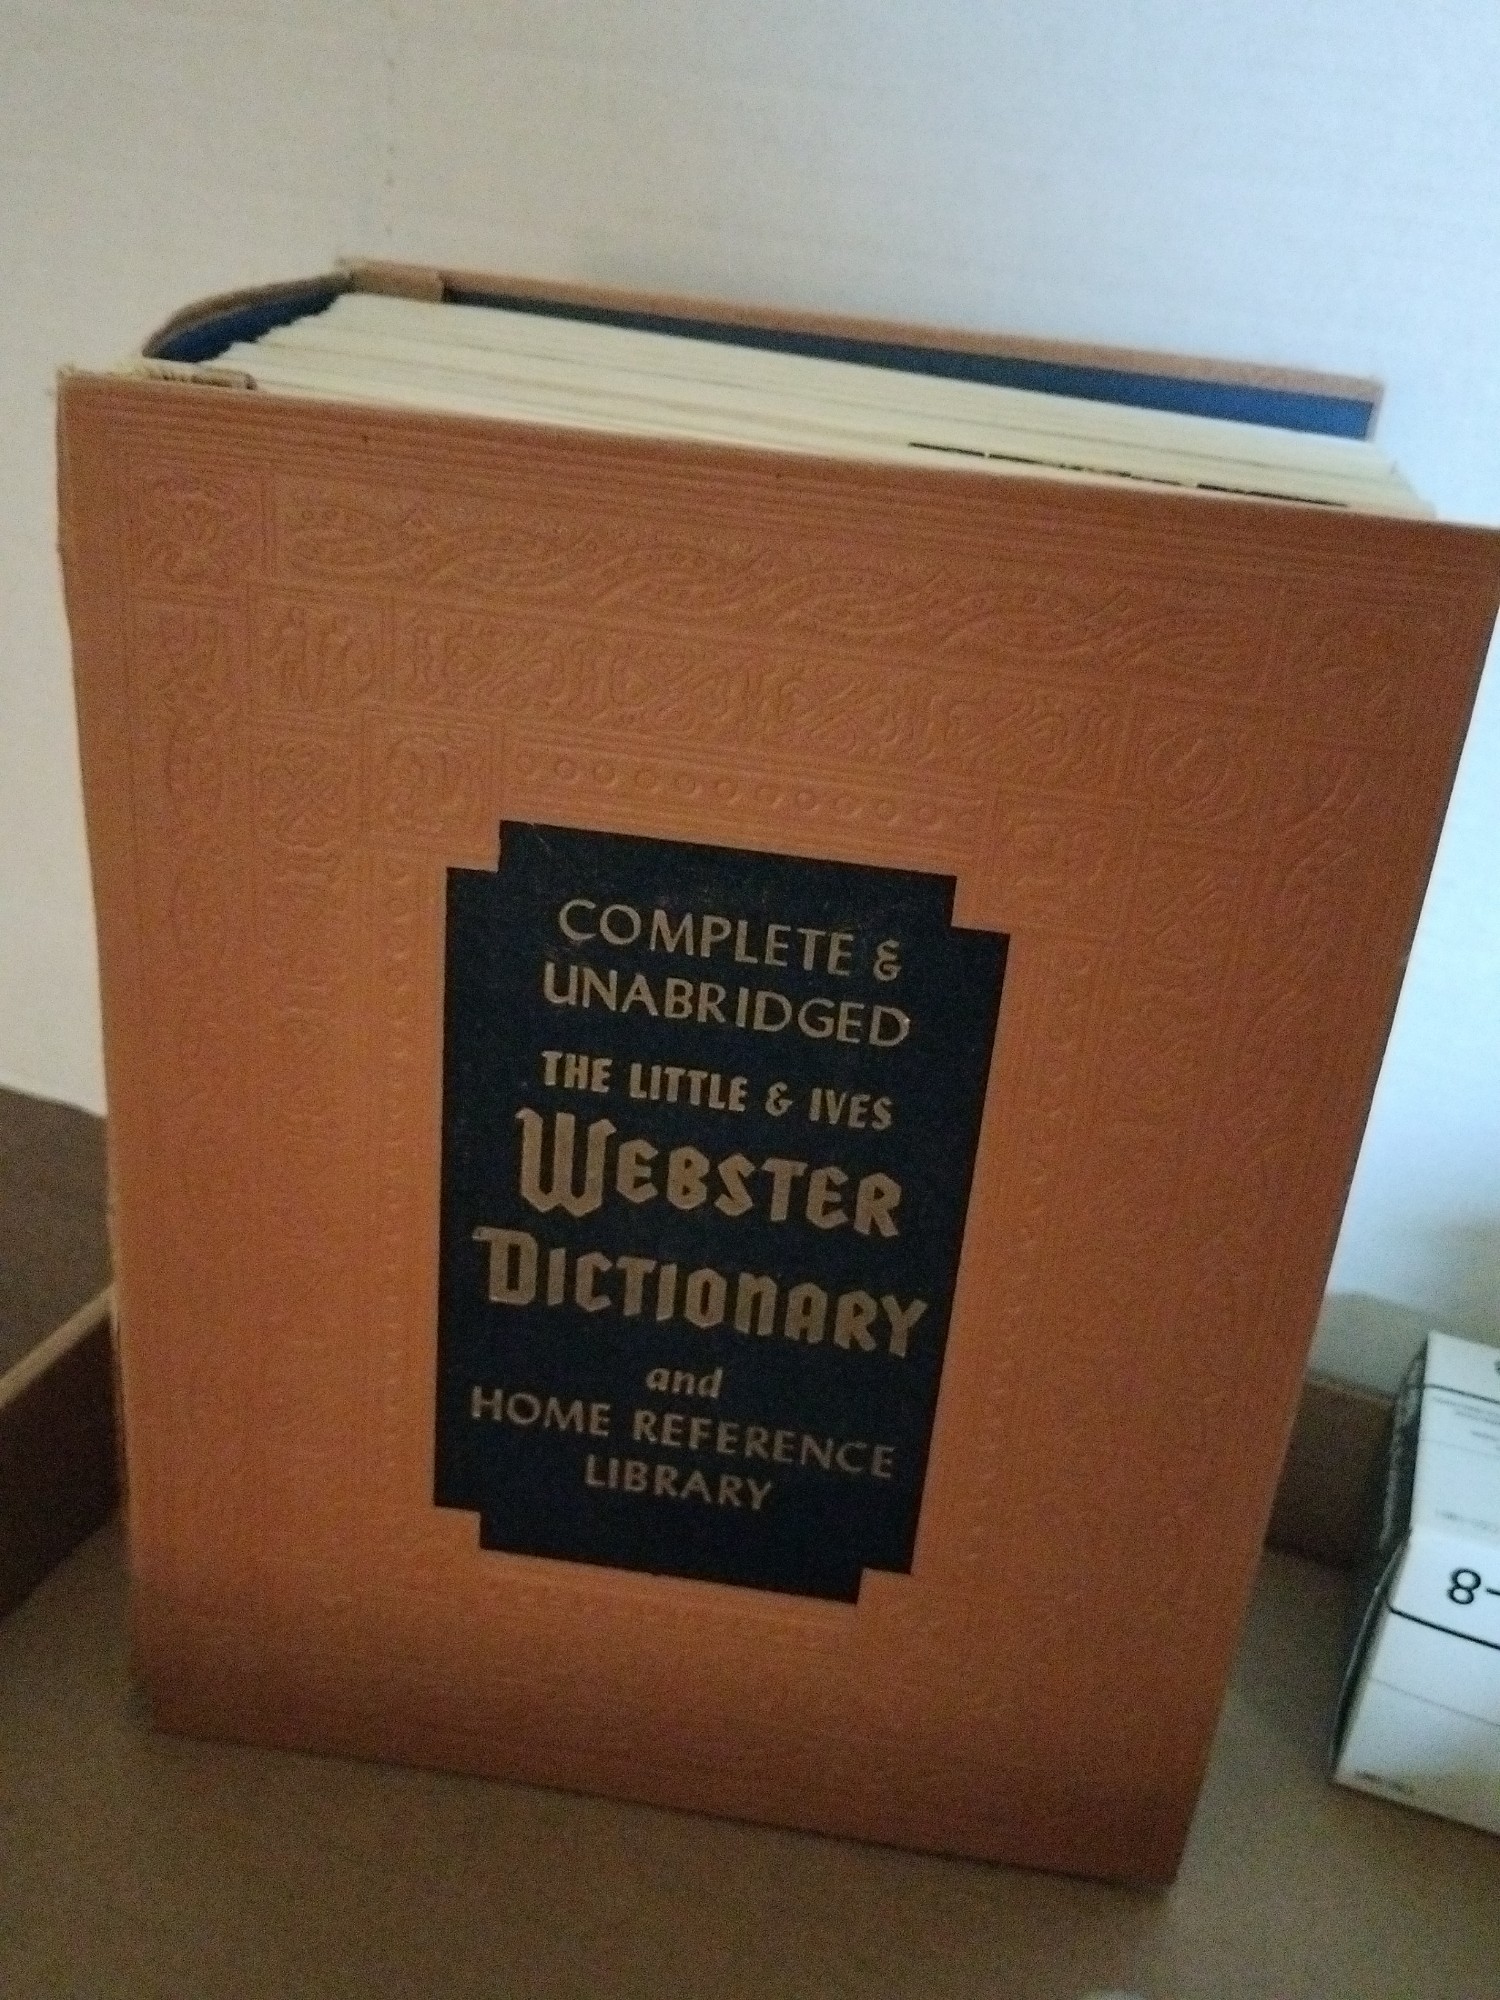 COMPLETE &
UNABRIDGED
THE LITTLE & IVES
WEBSTER
DICTIONARY
and
HOME REFERENCE
LIBRARY
8-